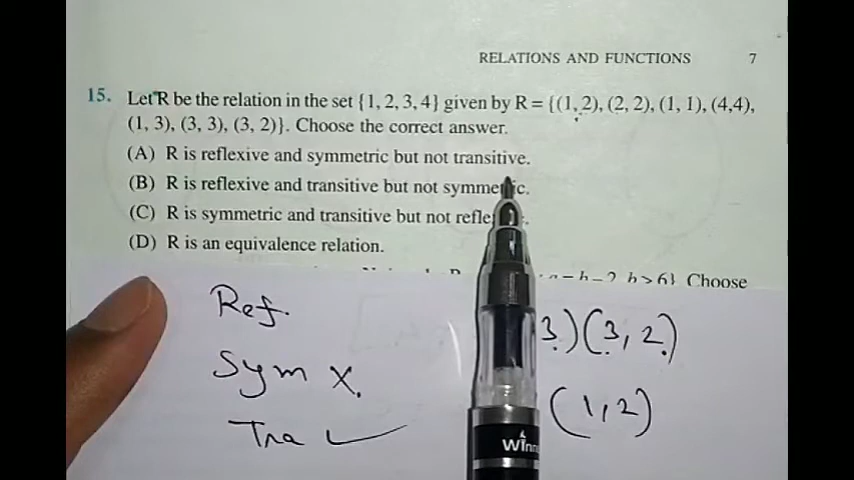 RELATIONS AND FUNCTIONS 7
15. Let R be the relation in the set {1, 2, 3, 4} given by R = {(1, 2), (2, 2), (1, 1), (4,4),
(1, 3), (3, 3), (3, 2)}. Choose the correct answer.
(A) R is reflexive and symmetric but not transitive.
(B) R is reflexive and transitive but not symmetric.
(C) R is symmetric and transitive but not
(D) R is an equivalence relation.
b > 6} Choose
Ref.
3) (3, 2)
Sym X.
(1, 2)
Tra ✓